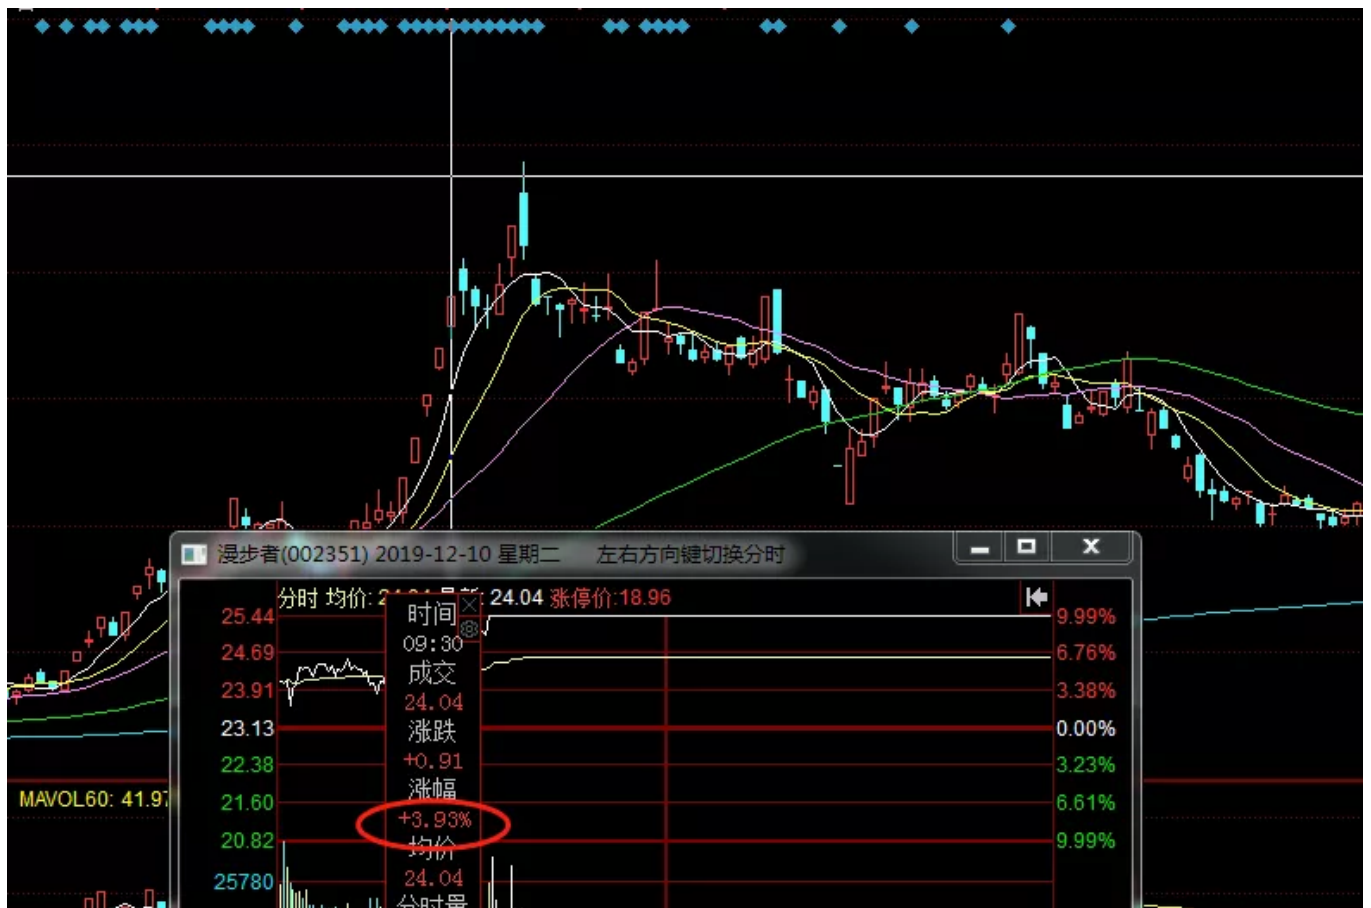 漫步者(002351) 2019-12-10 星期二 左右方向键切换分时
分时 均价: 24.04 涨停价:18.96
25.44 9.99%
24.69 6.76%
23.91 3.38%
23.13 0.00%
22.38 3.23%
21.60 6.61%
20.82 9.99%
25780
时间
09:30
成交
24.04
涨跌
+0.91
涨幅
+3.93%
均价
24.04
分时量
MAVOL60: 41.97